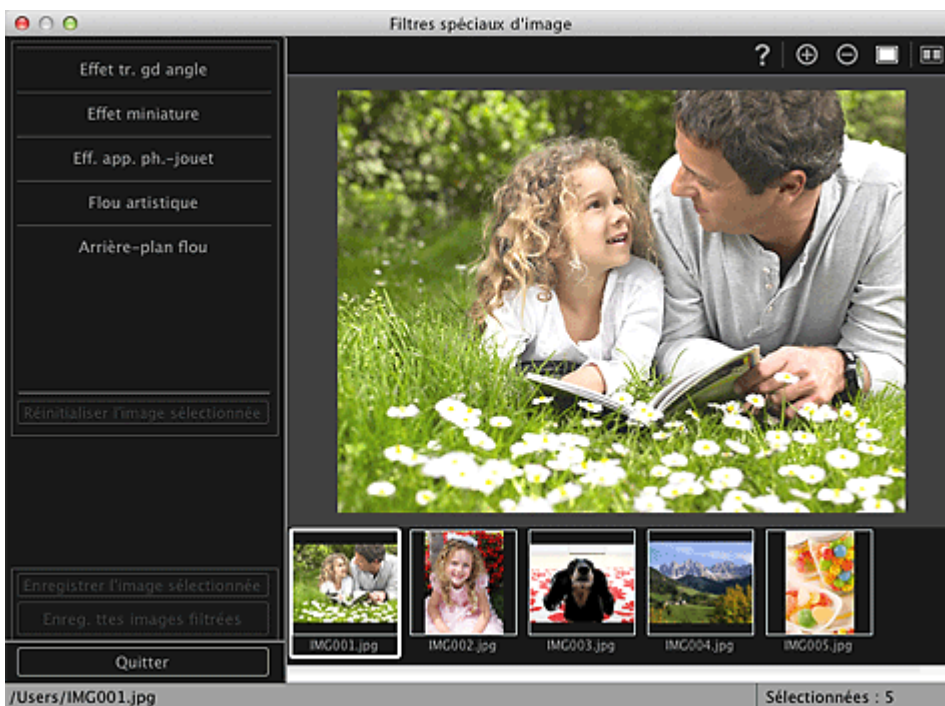 Filtres spéciaux d'image
?
Effet tr. gd angle
Effet miniature
Eff. app. ph.-jouet
Flou artistique
Arrière-plan flou
Réinitialiser l'image sélectionnée
Enregistrer l'image sélectionnée
Enreg. ttes images filtrées
Quitter
IMG001.jpg IMG002.jpg IMG003.jpg IMG004.jpg IMG005.jpg
/Users/IMG001.jpg Sélectionnées : 5